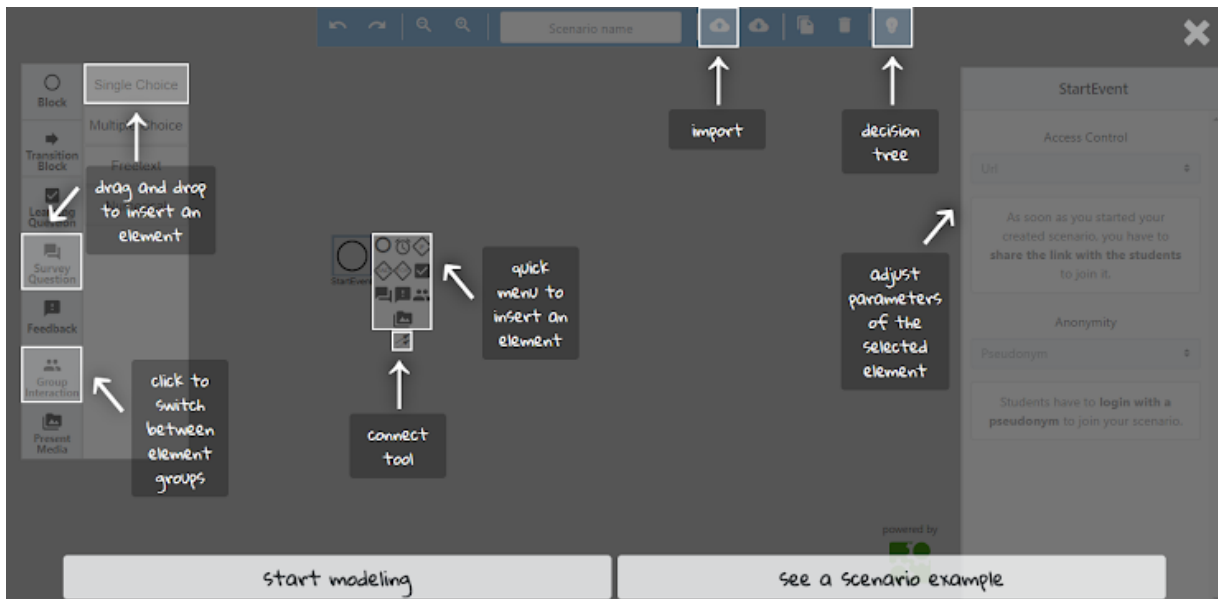 Scenario name
Block
Transition
Block
Learning
Question
Survey
Question
Feedback
Group
Interaction
Present
Media
Single Choice
Multiple Choice
Freetext
drag and drop
to insert an
element
click to
switch
between
element
groups
StartEvent
quick
menu to
insert an
element
connect
tool
import
decision
tree
adjust
parameters
of the
selected
element
StartEvent
Access Control
Url
As soon as you started your
created scenario, you have to
share the link with the students
to join it.
Anonymity
Pseudonym
Students have to login with a
pseudonym to join your scenario.
powered by
start modeling
see a scenario example